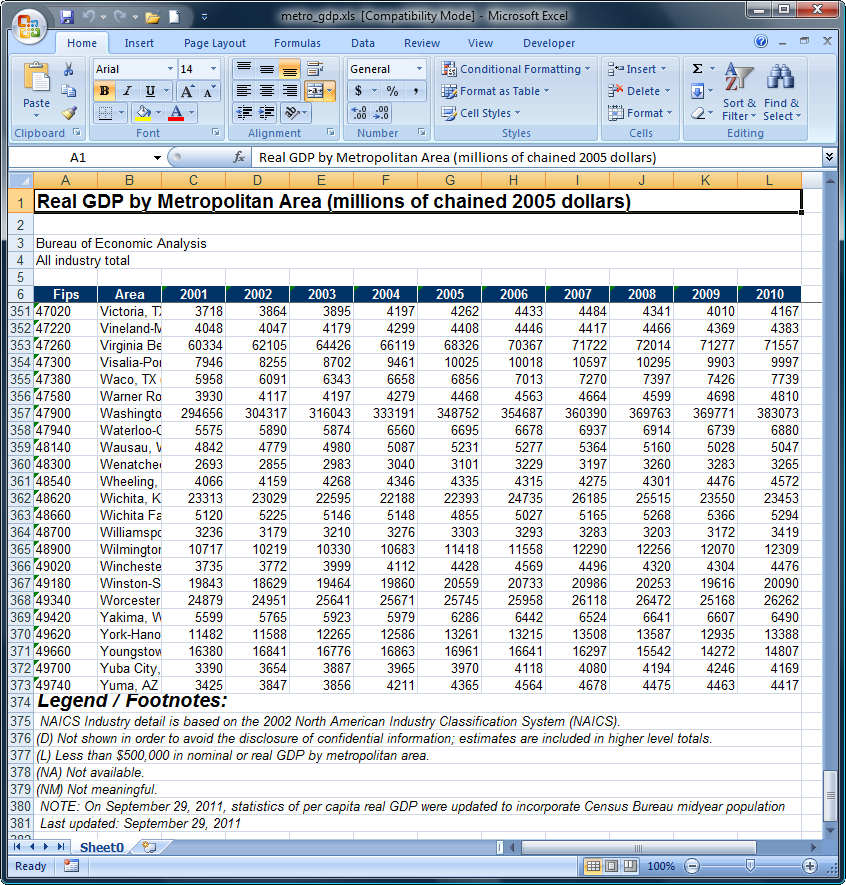 metro_gdp.xls [Compatibility Mode] - Microsoft Excel
Home Insert Page Layout Formulas Data Review View Developer
Arial 14 General Conditional Formatting Insert Σ
Paste B I U A A $ % , Format as Table Delete Sort & Find &
Cell Styles Format Filter Select
Clipboard Font Alignment Number Styles Cells Editing
A1 fx Real GDP by Metropolitan Area (millions of chained 2005 dollars)
A B C D E F G H I J K L
1 Real GDP by Metropolitan Area (millions of chained 2005 dollars)
2
3 Bureau of Economic Analysis
4 All industry total
5
6 Fips Area 2001 2002 2003 2004 2005 2006 2007 2008 2009 2010
351 47020 Victoria, TX 3718 3864 3895 4197 4262 4433 4484 4341 4010 4167
352 47220 Vineland-M 4048 4047 4179 4299 4408 4446 4417 4466 4369 4383
353 47260 Virginia Be 60334 62105 64426 66119 68326 70367 71722 72014 71277 71557
354 47300 Visalia-Por 7946 8255 8702 9461 10025 10018 10597 10295 9903 9997
355 47380 Waco, TX 5958 6091 6343 6658 6856 7013 7270 7397 7426 7739
356 47580 Warner Ro 3930 4117 4197 4279 4468 4563 4664 4599 4698 4810
357 47900 Washingto 294656 304317 316043 333191 348752 354687 360390 369763 369771 383073
358 47940 Waterloo-C 5575 5890 5874 6560 6695 6678 6937 6914 6739 6880
359 48140 Wausau, W 4842 4779 4980 5087 5231 5277 5364 5160 5028 5047
360 48300 Wenatche 2693 2855 2983 3040 3101 3229 3197 3260 3283 3265
361 48540 Wheeling, 4066 4159 4268 4346 4335 4315 4275 4301 4476 4572
362 48620 Wichita, K 23313 23029 22595 22188 22393 24735 26185 25515 23550 23453
363 48660 Wichita Fa 5120 5225 5146 5148 4855 5027 5165 5268 5366 5294
364 48700 Williamspo 3236 3179 3210 3276 3303 3293 3283 3203 3172 3419
365 48900 Wilmington 10717 10219 10330 10683 11418 11558 12290 12256 12070 12309
366 49020 Wincheste 3735 3772 3999 4112 4428 4569 4496 4320 4304 4476
367 49180 Winston-S 19843 18629 19464 19860 20559 20733 20986 20253 19616 20090
368 49340 Worcester 24879 24951 25641 25671 25745 25958 26118 26472 25168 26262
369 49420 Yakima, W 5599 5765 5923 5979 6286 6442 6524 6641 6607 6490
370 49620 York-Hano 11482 11588 12265 12586 13261 13215 13508 13587 12935 13388
371 49660 Youngstow 16380 16841 16776 16863 16961 16641 16297 15542 14272 14807
372 49700 Yuba City, 3390 3654 3887 3965 3970 4118 4080 4194 4246 4169
373 49740 Yuma, AZ 3425 3847 3856 4211 4365 4564 4678 4475 4463 4417
374 Legend / Footnotes:
375 NAICS Industry detail is based on the 2002 North American Industry Classification System (NAICS).
376 (D) Not shown in order to avoid the disclosure of confidential information; estimates are included in higher level totals.
377 (L) Less than $500,000 in nominal or real GDP by metropolitan area.
378 (NA) Not available.
379 (NM) Not meaningful.
380 NOTE: On September 29, 2011, statistics of per capita real GDP were updated to incorporate Census Bureau midyear population
381 Last updated: September 29, 2011
Sheet0
Ready 100%